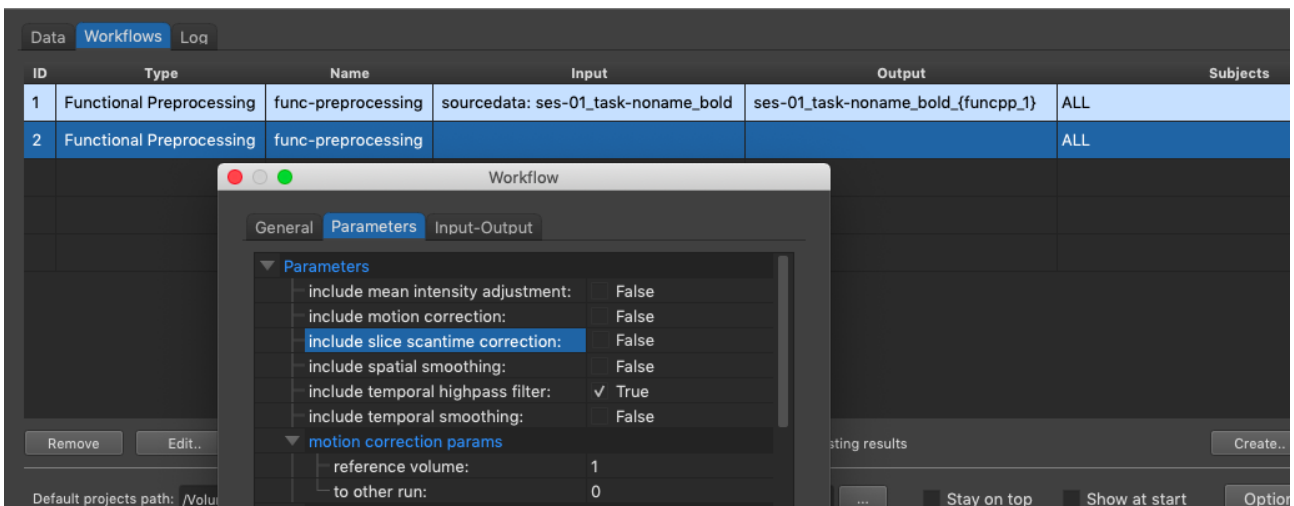 Data Workflows Log
ID Type Name Input Output Subjects
1 Functional Preprocessing func-preprocessing sourcedata: ses-01_task-noname_bold ses-01_task-noname_bold_{funcpp_1} ALL
2 Functional Preprocessing func-preprocessing ALL
Workflow
General Parameters Input-Output
Parameters
include mean intensity adjustment: False
include motion correction: False
include slice scantime correction: False
include spatial smoothing: False
include temporal highpass filter: True
include temporal smoothing: False
motion correction params
Remove Edit.. sting results Create..
reference volume: 1
to other run: 0
Default projects path: /Volu ... Stay on top Show at start Option